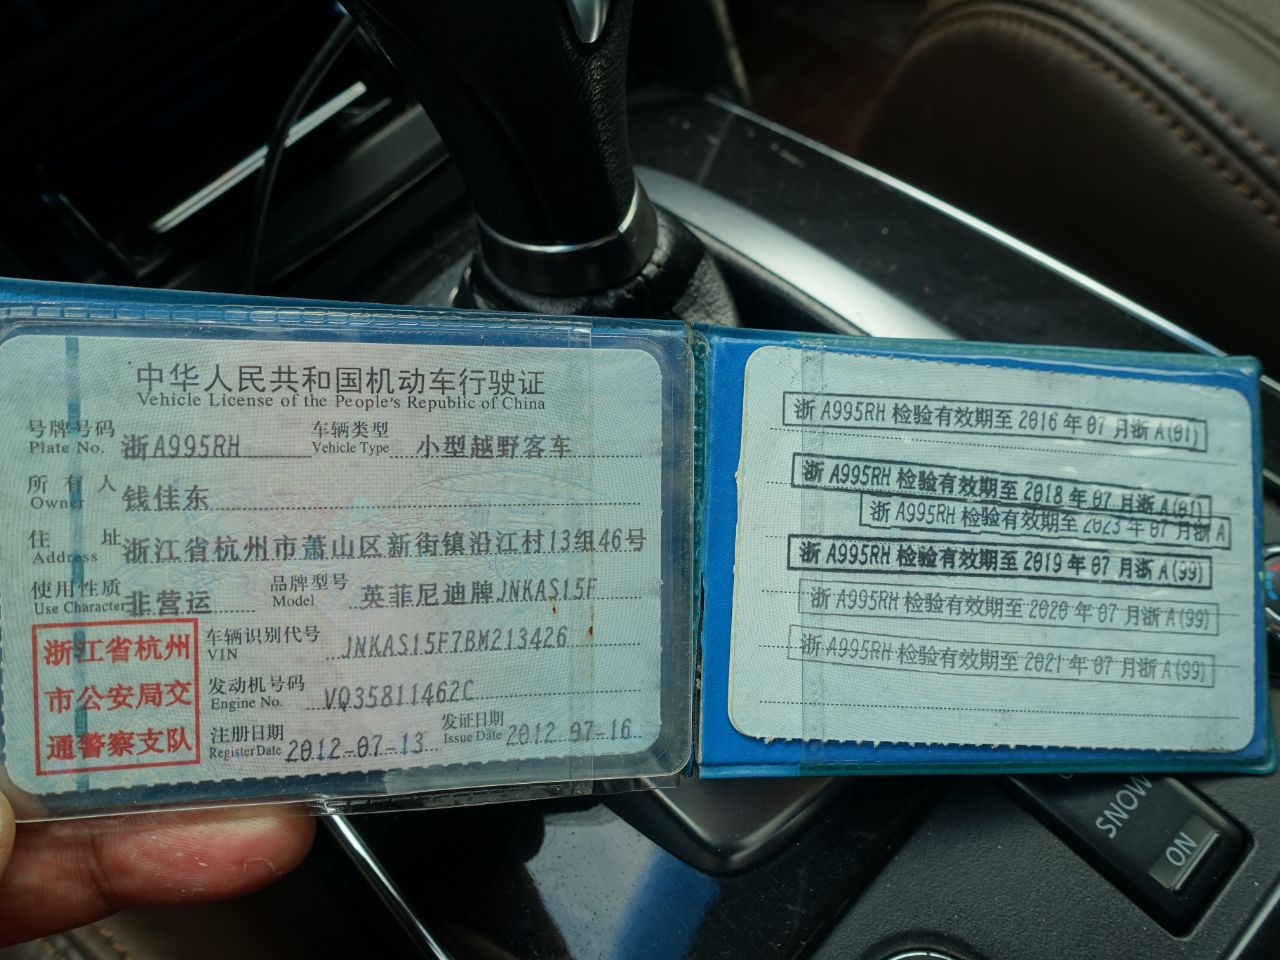 中华人民共和国机动车行驶证
Vehicle License of the People's Republic of China
号牌号码 浙A995RH 车辆类型 小型越野客车
Plate No. Vehicle Type
所有人 钱佳东
Owner
住址 浙江省杭州市萧山区新街镇沿江村13组46号
Address
使用性质 非营运 品牌型号 英菲尼迪牌JNKAS15F
Use Character Model
浙江省杭州
市公安局交
通警察支队
车辆识别代号 JNKAS15F7BM213426
VIN
发动机号码 VQ35811462C
Engine No.
注册日期 2012-07-13 发证日期 2012-07-16
Register Date Issue Date
浙A995RH检验有效期至2016年07月浙A(01)
浙A995RH检验有效期至2018年07月浙A(01)
浙A995RH检验有效期至2023年07月浙A
浙A995RH检验有效期至2019年07月浙A(99)
浙A995RH检验有效期至2020年07月浙A(99)
浙A995RH检验有效期至2021年07月浙A(99)
SNOW
ON